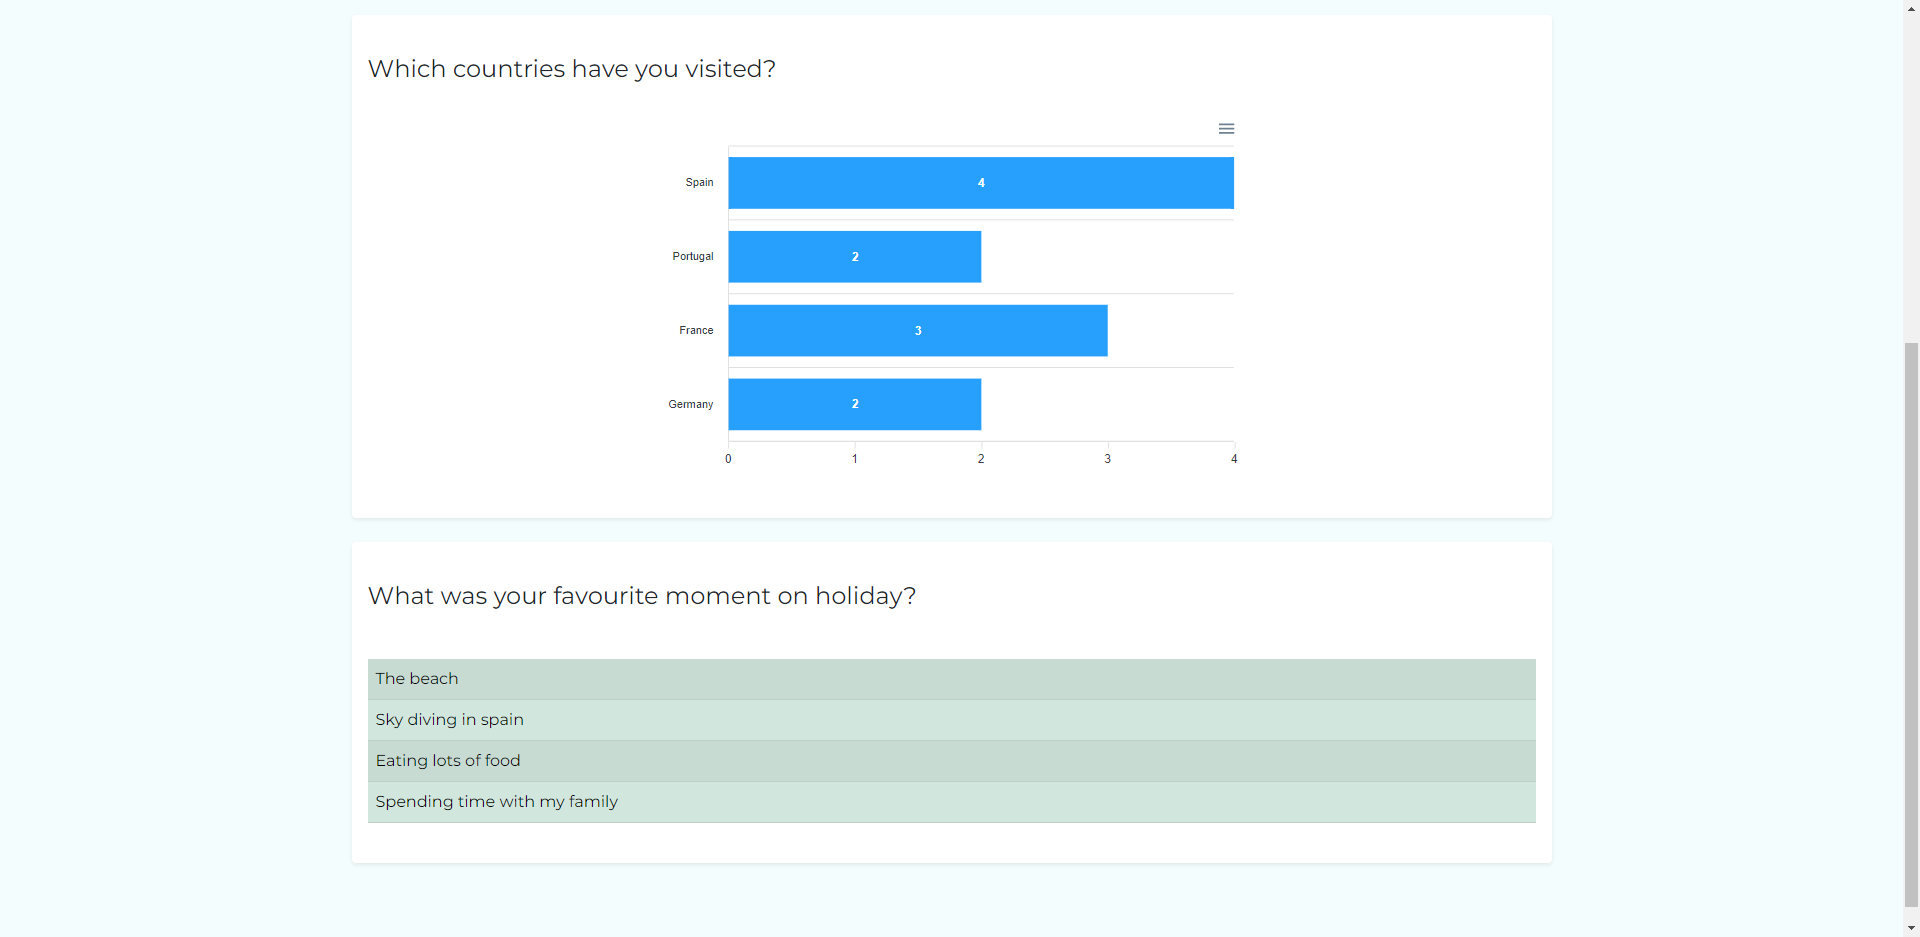 Which countries have you visited?
Spain
4
Portugal
2
France
3
Germany
2
0 1 2 3 4
What was your favourite moment on holiday?
The beach
Sky diving in spain
Eating lots of food
Spending time with my family